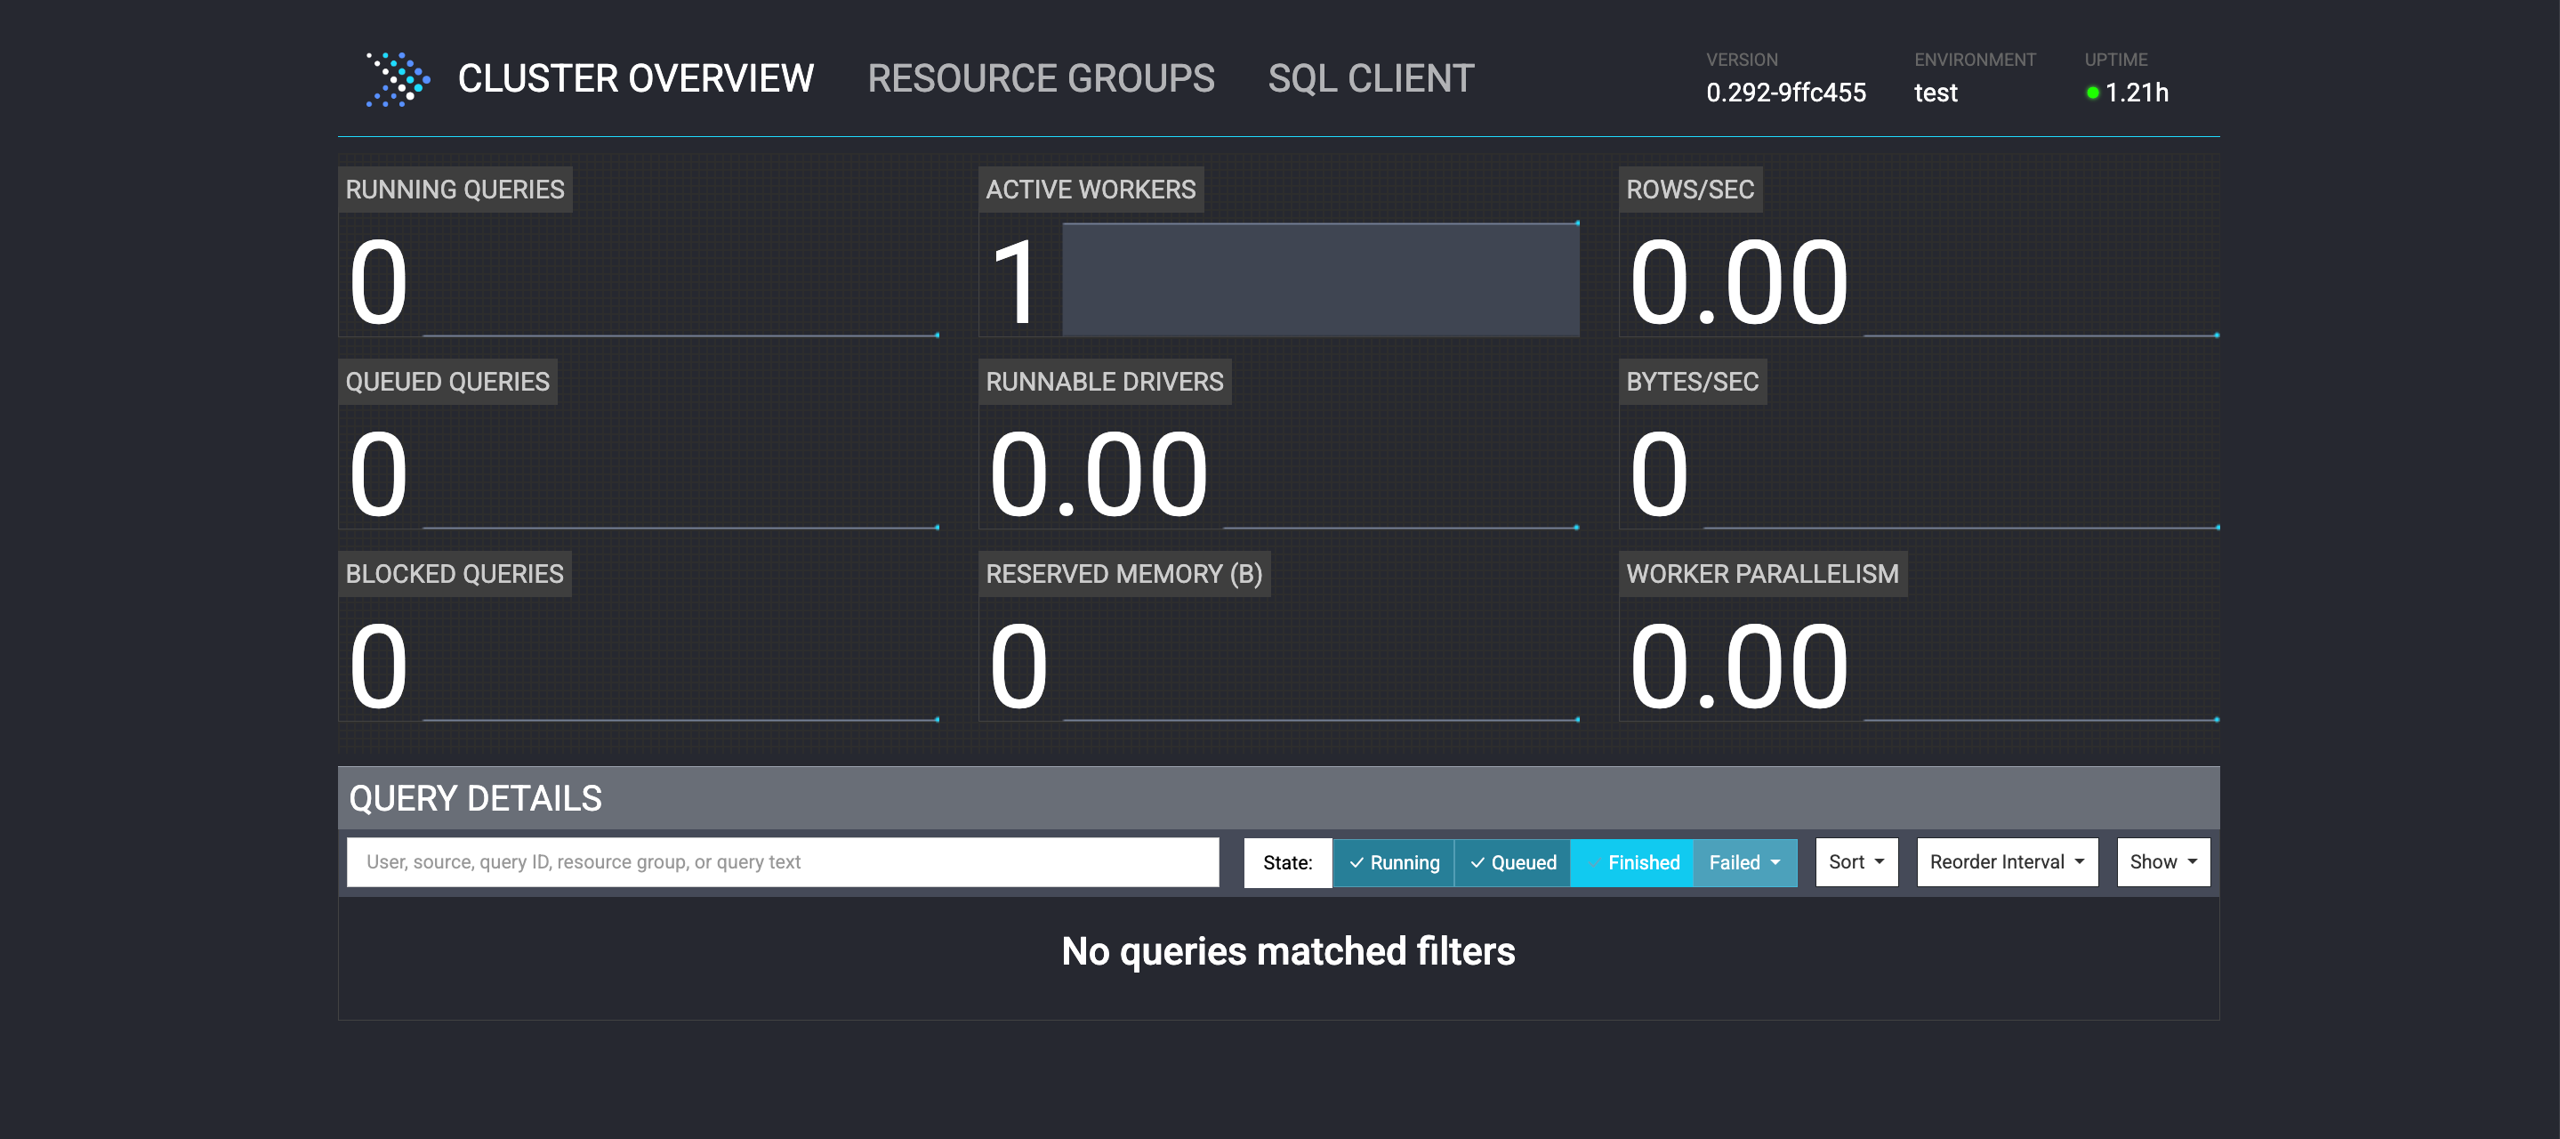 CLUSTER OVERVIEW RESOURCE GROUPS SQL CLIENT
VERSION ENVIRONMENT UPTIME
0.292-9ffc455 test 1.21h
RUNNING QUERIES ACTIVE WORKERS ROWS/SEC
0 1 0.00
QUEUED QUERIES RUNNABLE DRIVERS BYTES/SEC
0 0.00 0
BLOCKED QUERIES RESERVED MEMORY (B) WORKER PARALLELISM
0 0 0.00
QUERY DETAILS
User, source, query ID, resource group, or query text State: Running Queued Finished Failed Sort Reorder Interval Show
No queries matched filters